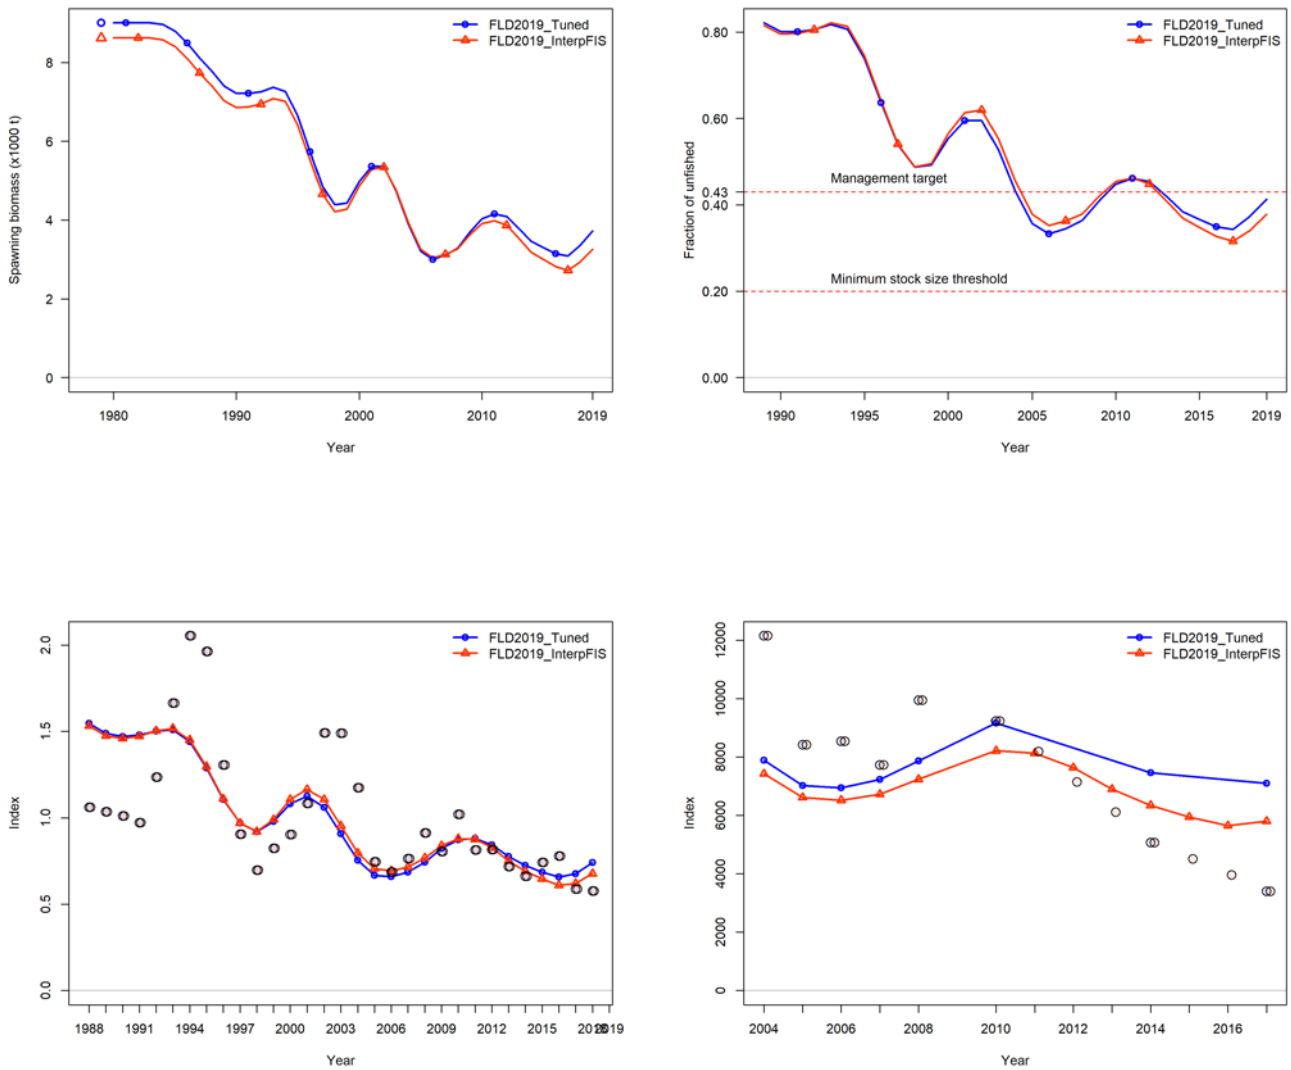 FLD2019_Tuned
FLD2019_InterpFIS
Spawning biomass (x1000 t)
8
6
4
2
0
1980
1990
2000
2010
2019
Year
FLD2019_Tuned
FLD2019_InterpFIS
Management target
Minimum stock size threshold
Fraction of unfished
0.80
0.60
0.43
0.40
0.20
0.00
1990
1995
2000
2005
2010
2015
2019
Year
FLD2019_Tuned
FLD2019_InterpFIS
Index
2.0
1.5
1.0
0.5
0.0
1988
1991
1994
1997
2000
2003
2006
2009
2012
2015
2019
Year
FLD2019_Tuned
FLD2019_InterpFIS
Index
12000
10000
8000
6000
4000
2000
0
2004
2006
2008
2010
2012
2014
2016
Year